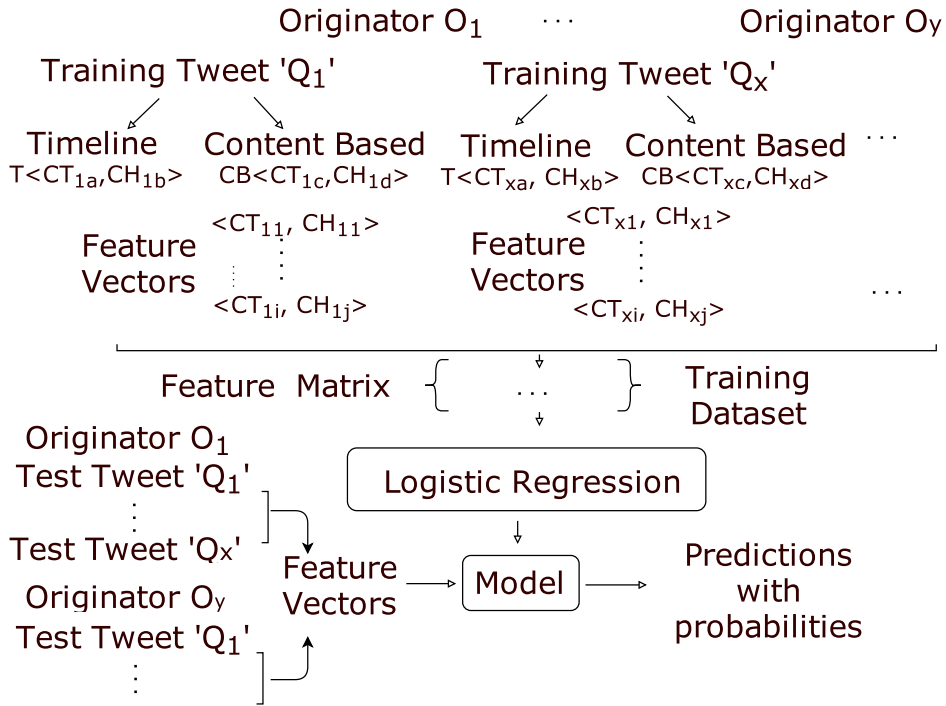 Originator O1 ... Originator Oy
Training Tweet 'Q1'
Training Tweet 'Qx'
Timeline
T<CT1a,CH1b>
Content Based
CB<CT1c,CH1d>
Timeline
T<CTxa, CHxb>
Content Based
CB<CTxc,CHxd>
...
Feature
Vectors
<CT11, CH11>
<CT1i, CH1j>
Feature
Vectors
<CTx1, CHx1>
<CTxi, CHxj>
...
Feature Matrix
{ ... }
Training
Dataset
Logistic Regression
Originator O1
Test Tweet 'Q1'
Test Tweet 'Qx'
Originator Oy
Test Tweet 'Q1'
Feature
Vectors
Model
Predictions
with
probabilities